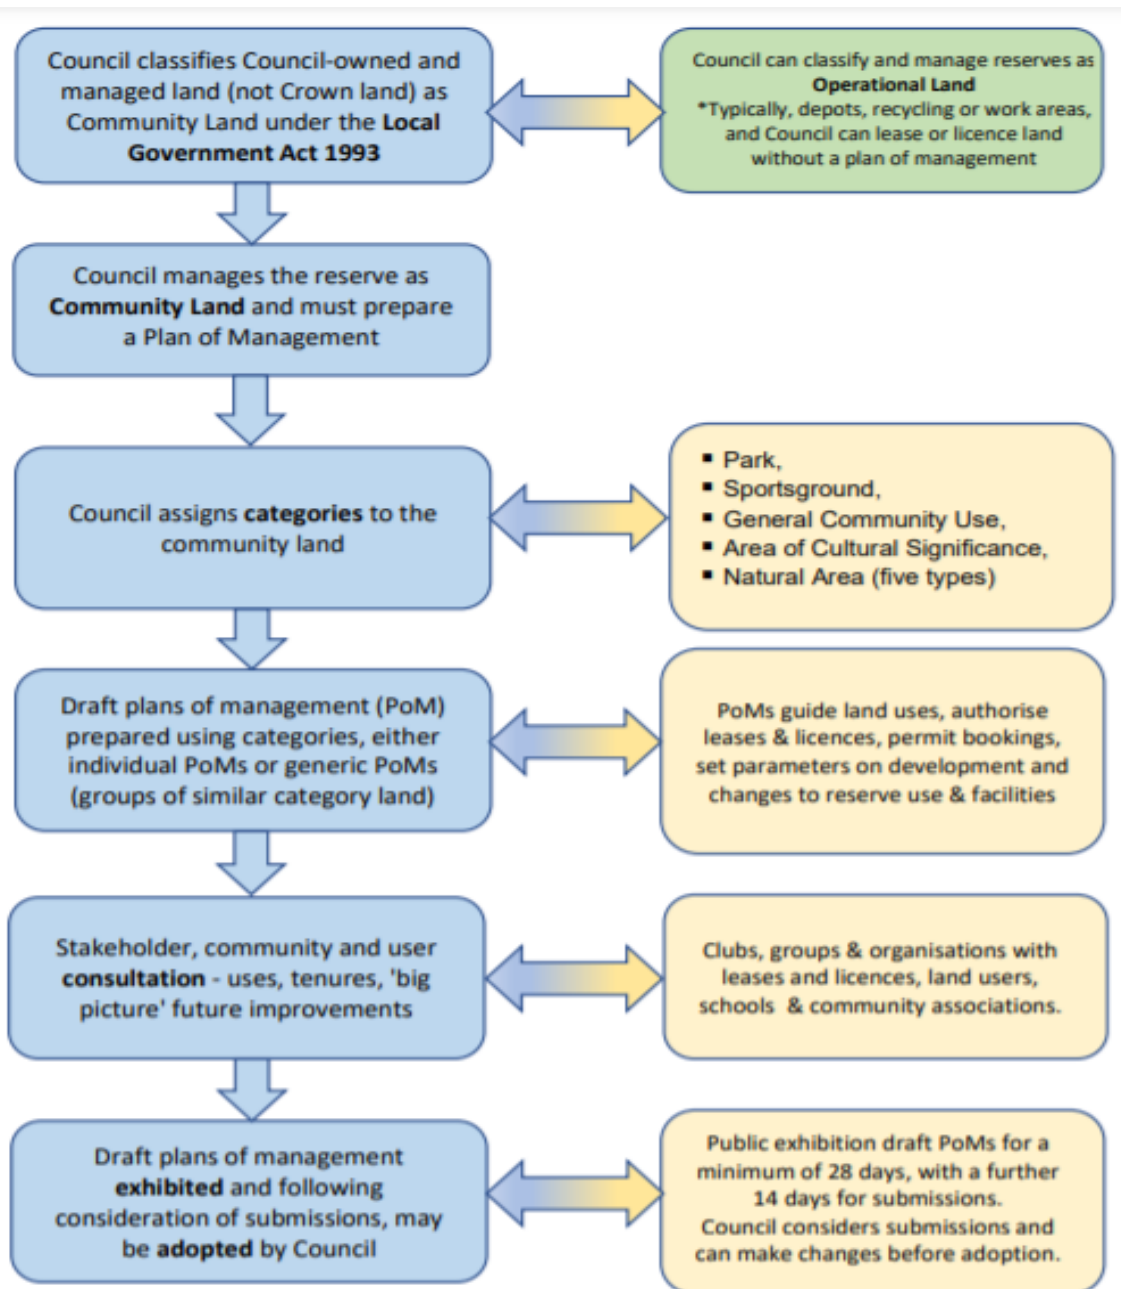 Council classifies Council-owned and
managed land (not Crown land) as
Community Land under the Local
Government Act 1993
Council can classify and manage reserves as
Operational Land
*Typically, depots, recycling or work areas,
and Council can lease or licence land
without a plan of management
Council manages the reserve as
Community Land and must prepare
a Plan of Management
Council assigns categories to the
community land
▪ Park,
▪ Sportsground,
▪ General Community Use,
▪ Area of Cultural Significance,
▪ Natural Area (five types)
Draft plans of management (PoM)
prepared using categories, either
individual PoMs or generic PoMs
(groups of similar category land)
PoMs guide land uses, authorise
leases & licences, permit bookings,
set parameters on development and
changes to reserve use & facilities
Stakeholder, community and user
consultation - uses, tenures, 'big
picture' future improvements
Clubs, groups & organisations with
leases and licences, land users,
schools & community associations.
Draft plans of management
exhibited and following
consideration of submissions, may
be adopted by Council
Public exhibition draft PoMs for a
minimum of 28 days, with a further
14 days for submissions.
Council considers submissions and
can make changes before adoption.